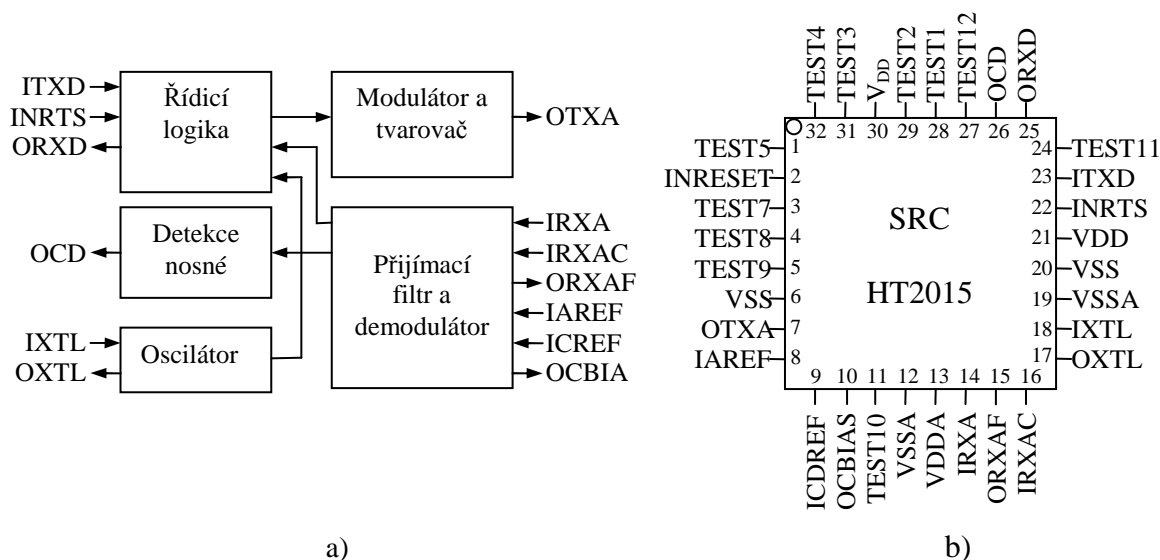 ITXD
INRTS
ORXD
Řídicí
logika
Modulátor a
tvarovač
OTXA
OCD
Detekce
nosné
Přijímací
filtr a
demodulátor
IRXA
IRXAC
ORXAF
IAREF
ICREF
OCBIA
IXTL
OXTL
Oscilátor
a)
TEST4
TEST3
VDD
TEST2
TEST1
TEST12
OCD
ORXD
32 31 30 29 28 27 26 25
TEST5 1
INRESET 2
TEST7 3
TEST8 4
TEST9 5
VSS 6
OTXA 7
IAREF 8
SRC
HT2015
24 TEST11
23 ITXD
22 INRTS
21 VDD
20 VSS
19 VSSA
18 IXTL
17 OXTL
9 10 11 12 13 14 15 16
ICDREF
OCBIAS
TEST10
VSSA
VDDA
IRXA
ORXAF
IRXAC
b)